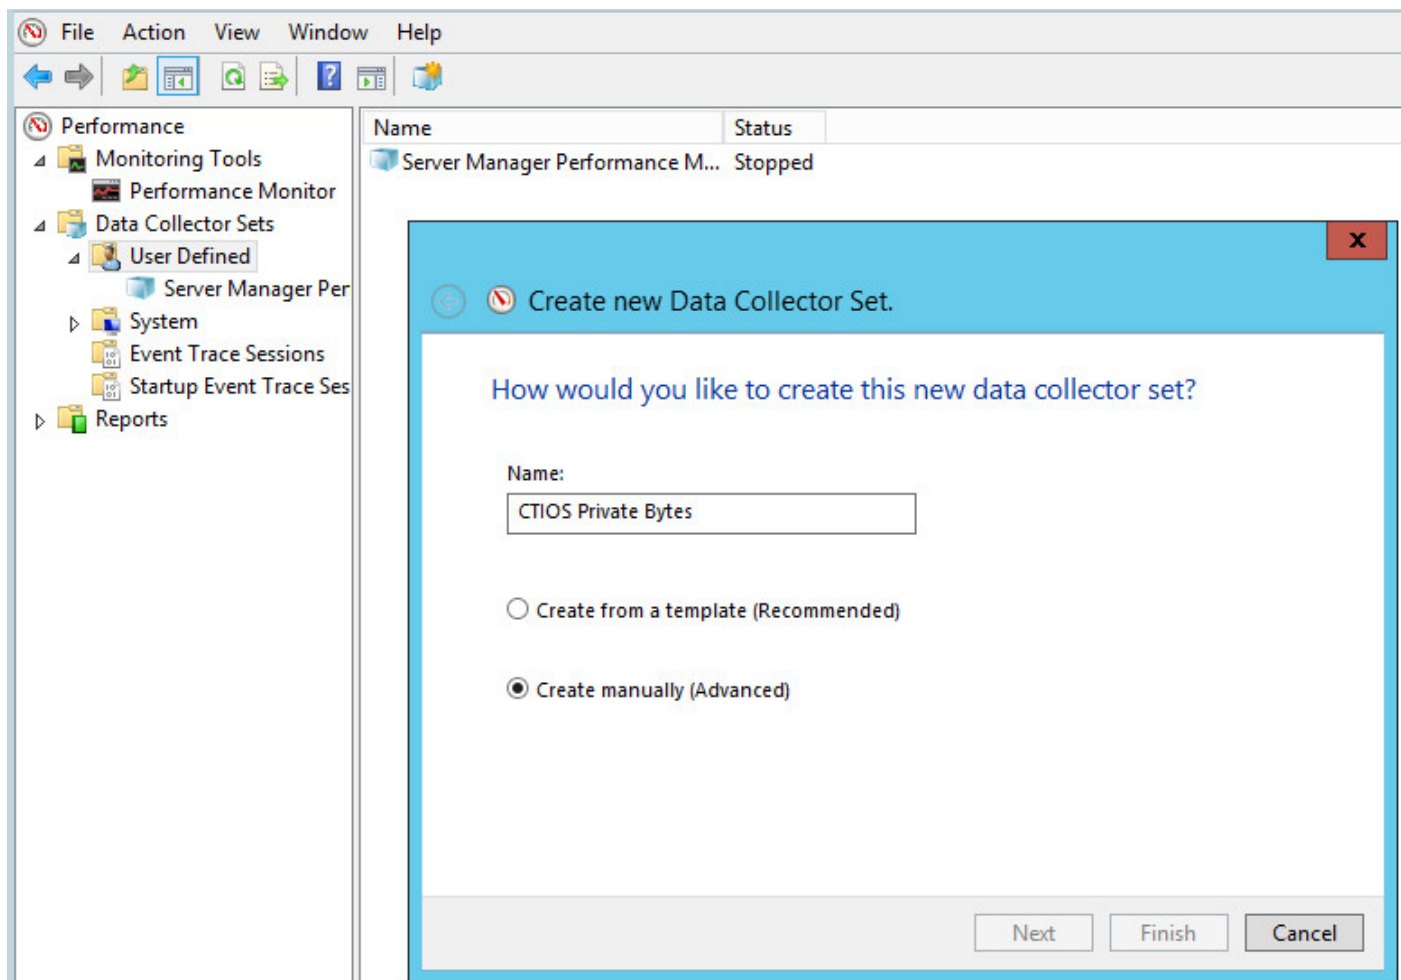 File Action View Window Help
Performance
Monitoring Tools
Performance Monitor
Data Collector Sets
User Defined
Server Manager Per
System
Event Trace Sessions
Startup Event Trace Ses
Reports
Name Status
Server Manager Performance M... Stopped
x
Create new Data Collector Set.
How would you like to create this new data collector set?
Name:
CTIOS Private Bytes
Create from a template (Recommended)
Create manually (Advanced)
Next Finish Cancel